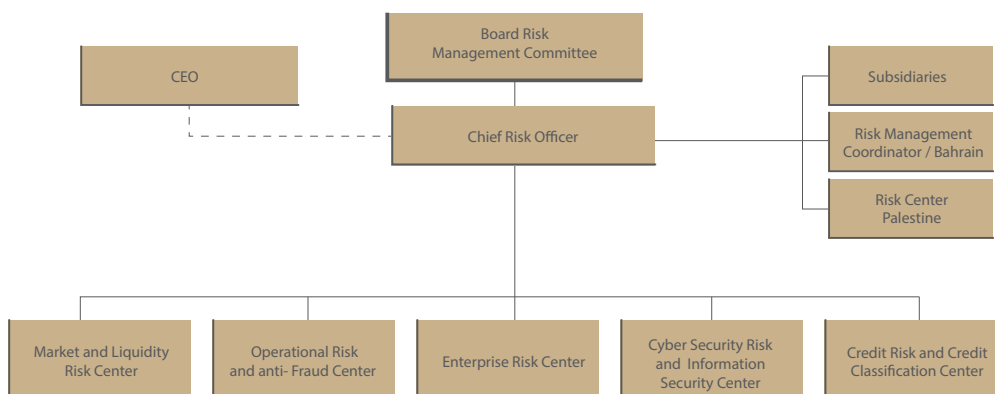 Board Risk
Management Committee
CEO
Subsidiaries
Chief Risk Officer
Risk Management
Coordinator / Bahrain
Risk Center
Palestine
Market and Liquidity
Risk Center
Operational Risk
and anti- Fraud Center
Enterprise Risk Center
Cyber Security Risk
and Information
Security Center
Credit Risk and Credit
Classification Center